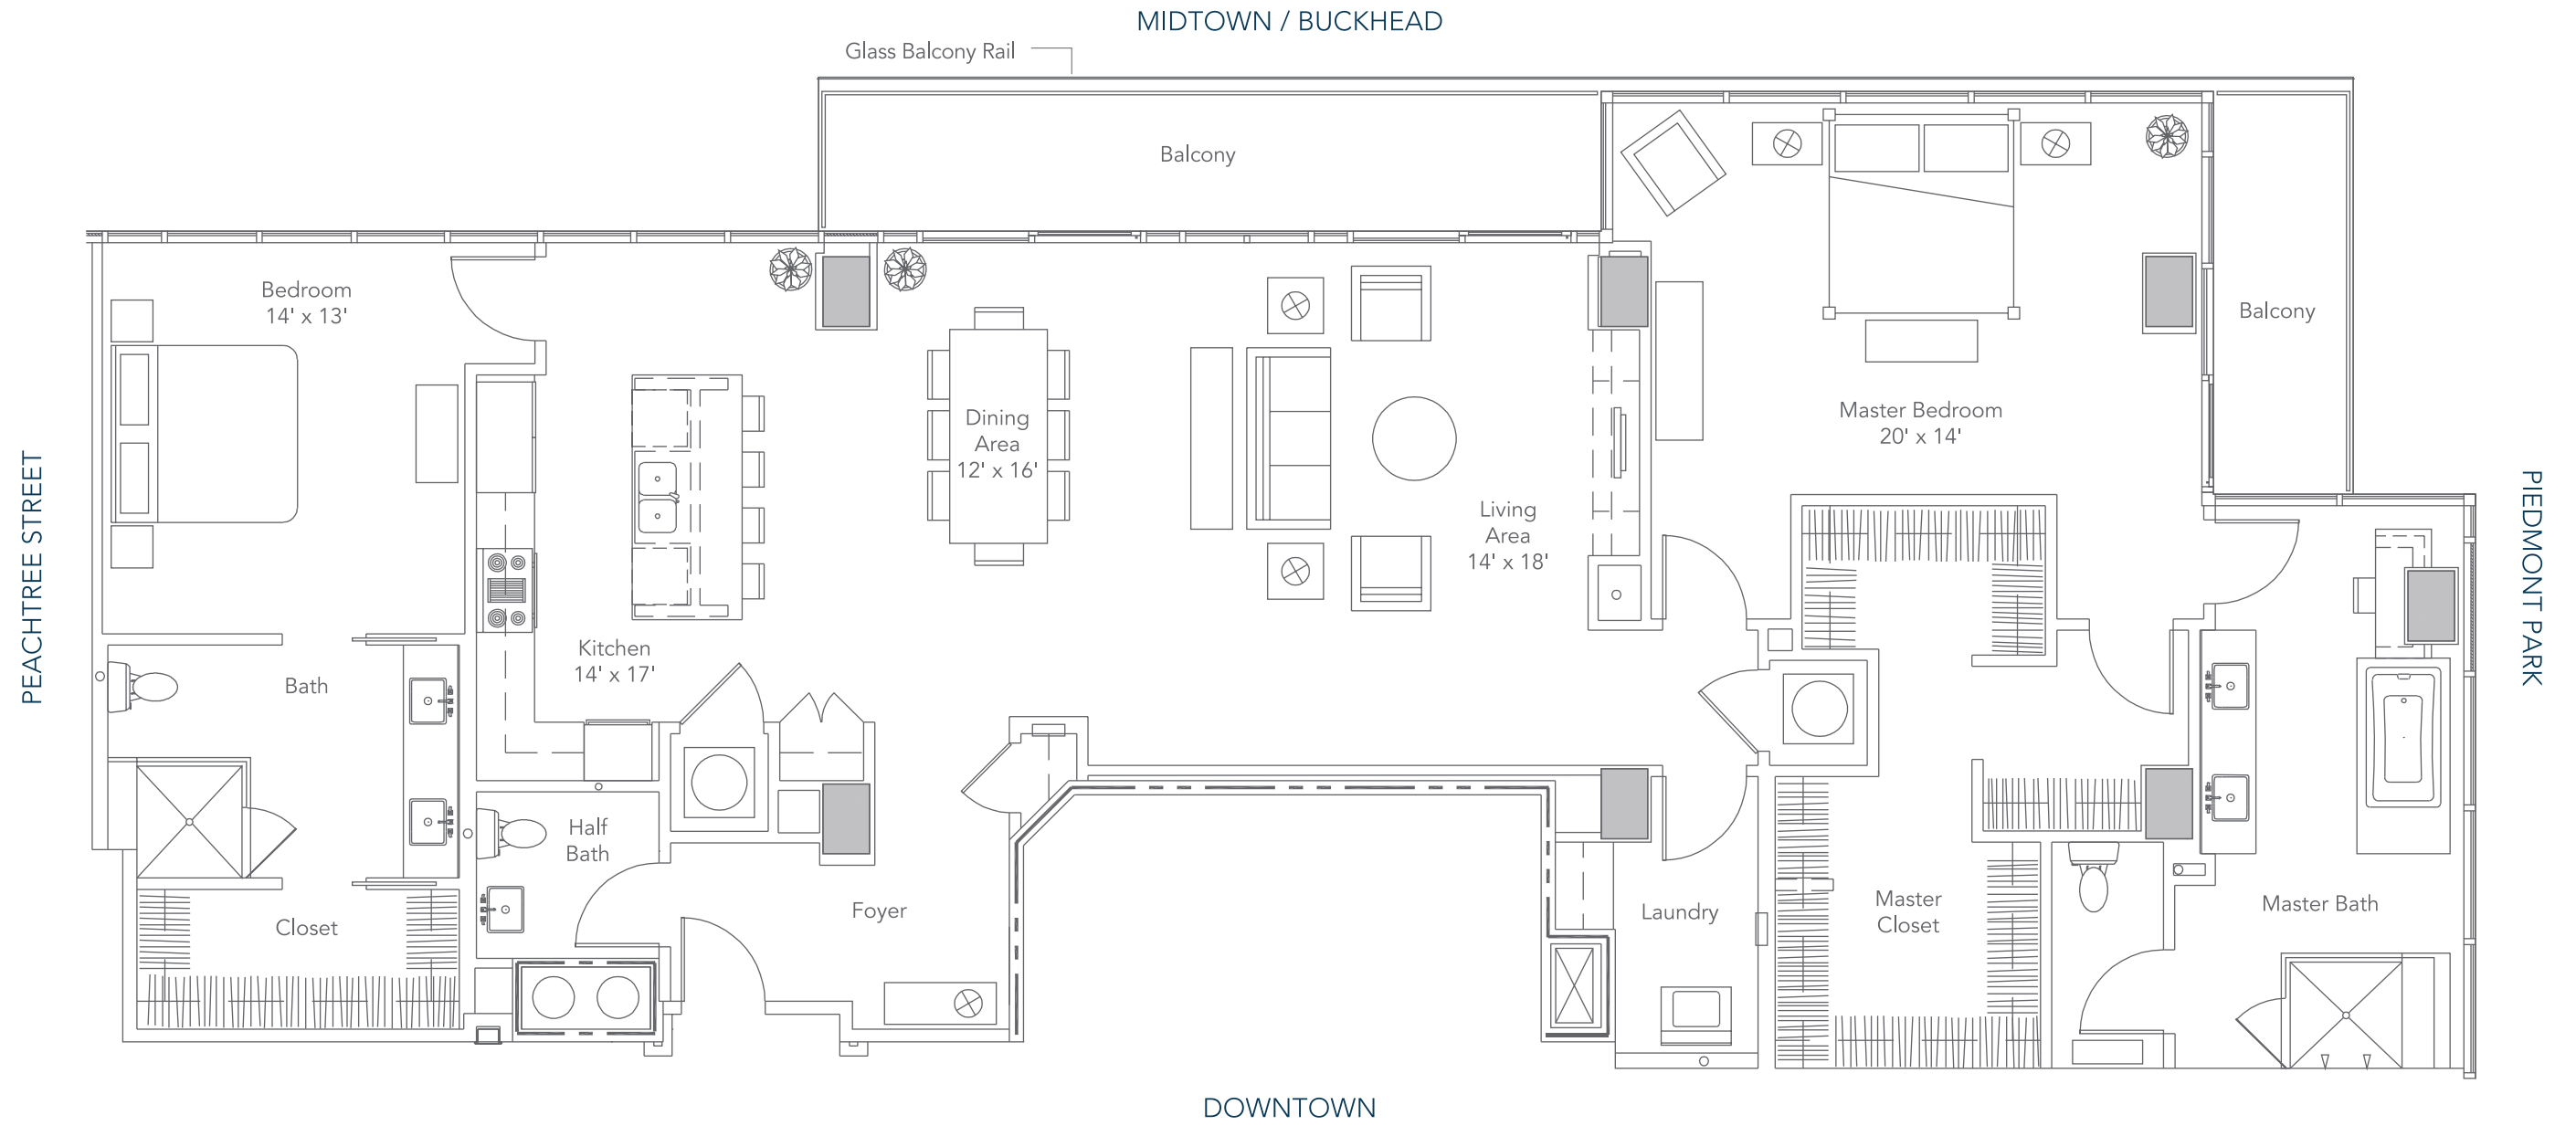 MIDTOWN / BUCKHEAD
Glass Balcony Rail
Balcony
Bedroom
14' x 13'
Balcony
Dining
Area
12' x 16'
Master Bedroom
20' x 14'
Living
Area
14' x 18'
PEACHTREE STREET
PIEDMONT PARK
Kitchen
14' x 17'
Bath
Half
Bath
Closet
Foyer
Laundry
Master
Closet
Master Bath
DOWNTOWN